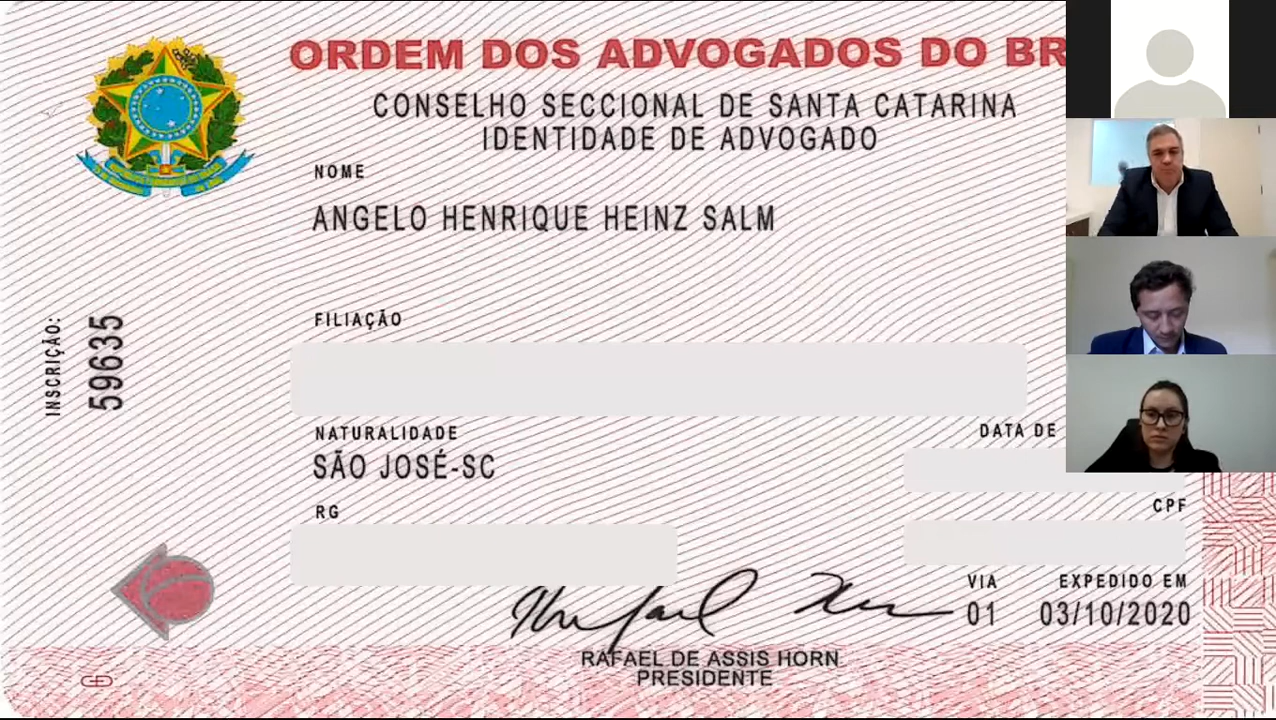 ORDEM DOS ADVOGADOS DO BR
CONSELHO SECCIONAL DE SANTA CATARINA
IDENTIDADE DE ADVOGADO
NOME
ANGELO HENRIQUE HEINZ SALM
FILIAÇÃO
INSCRIÇÃO:
59635
NATURALIDADE
SÃO JOSÉ-SC
DATA DE
RG
CPF
VIA
01
EXPEDIDO EM
03/10/2020
RAFAEL DE ASSIS HORN
PRESIDENTE